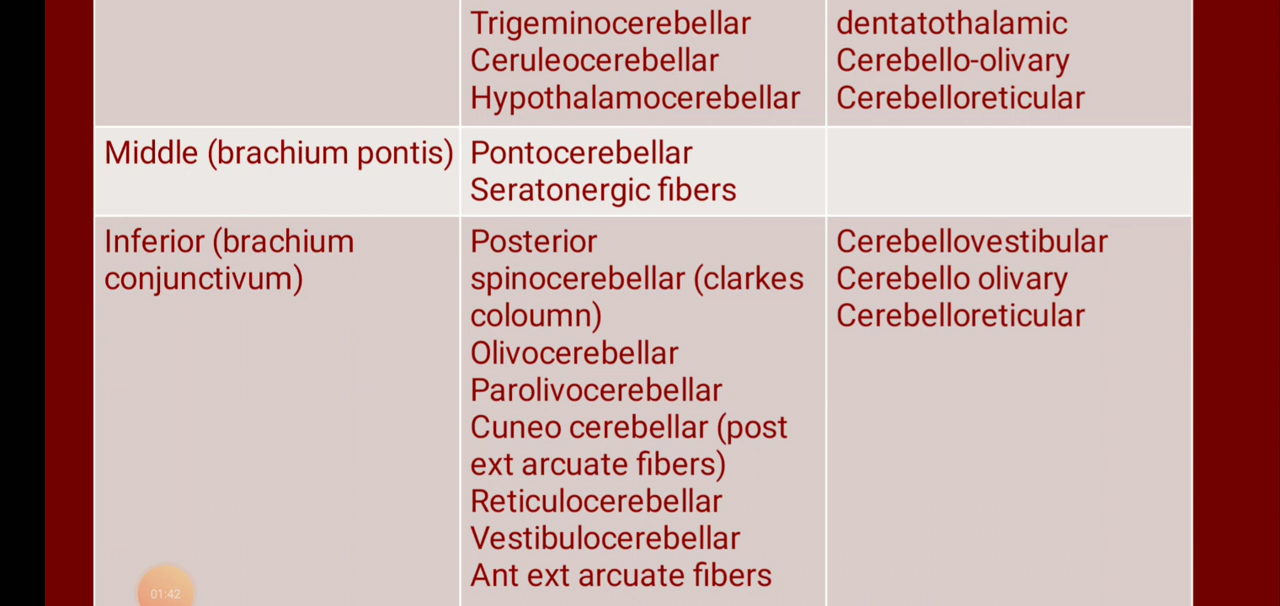 Trigeminocerebellar
Ceruleocerebellar
Hypothalamocerebellar
dentatothalamic
Cerebello-olivary
Cerebelloreticular
Middle (brachium pontis)
Pontocerebellar
Seratonergic fibers
Inferior (brachium
conjunctivum)
Posterior
spinocerebellar (clarkes
coloumn)
Olivocerebellar
Parolivocerebellar
Cuneo cerebellar (post
ext arcuate fibers)
Reticulocerebellar
Vestibulocerebellar
Ant ext arcuate fibers
Cerebellovestibular
Cerebello olivary
Cerebelloreticular
01:42